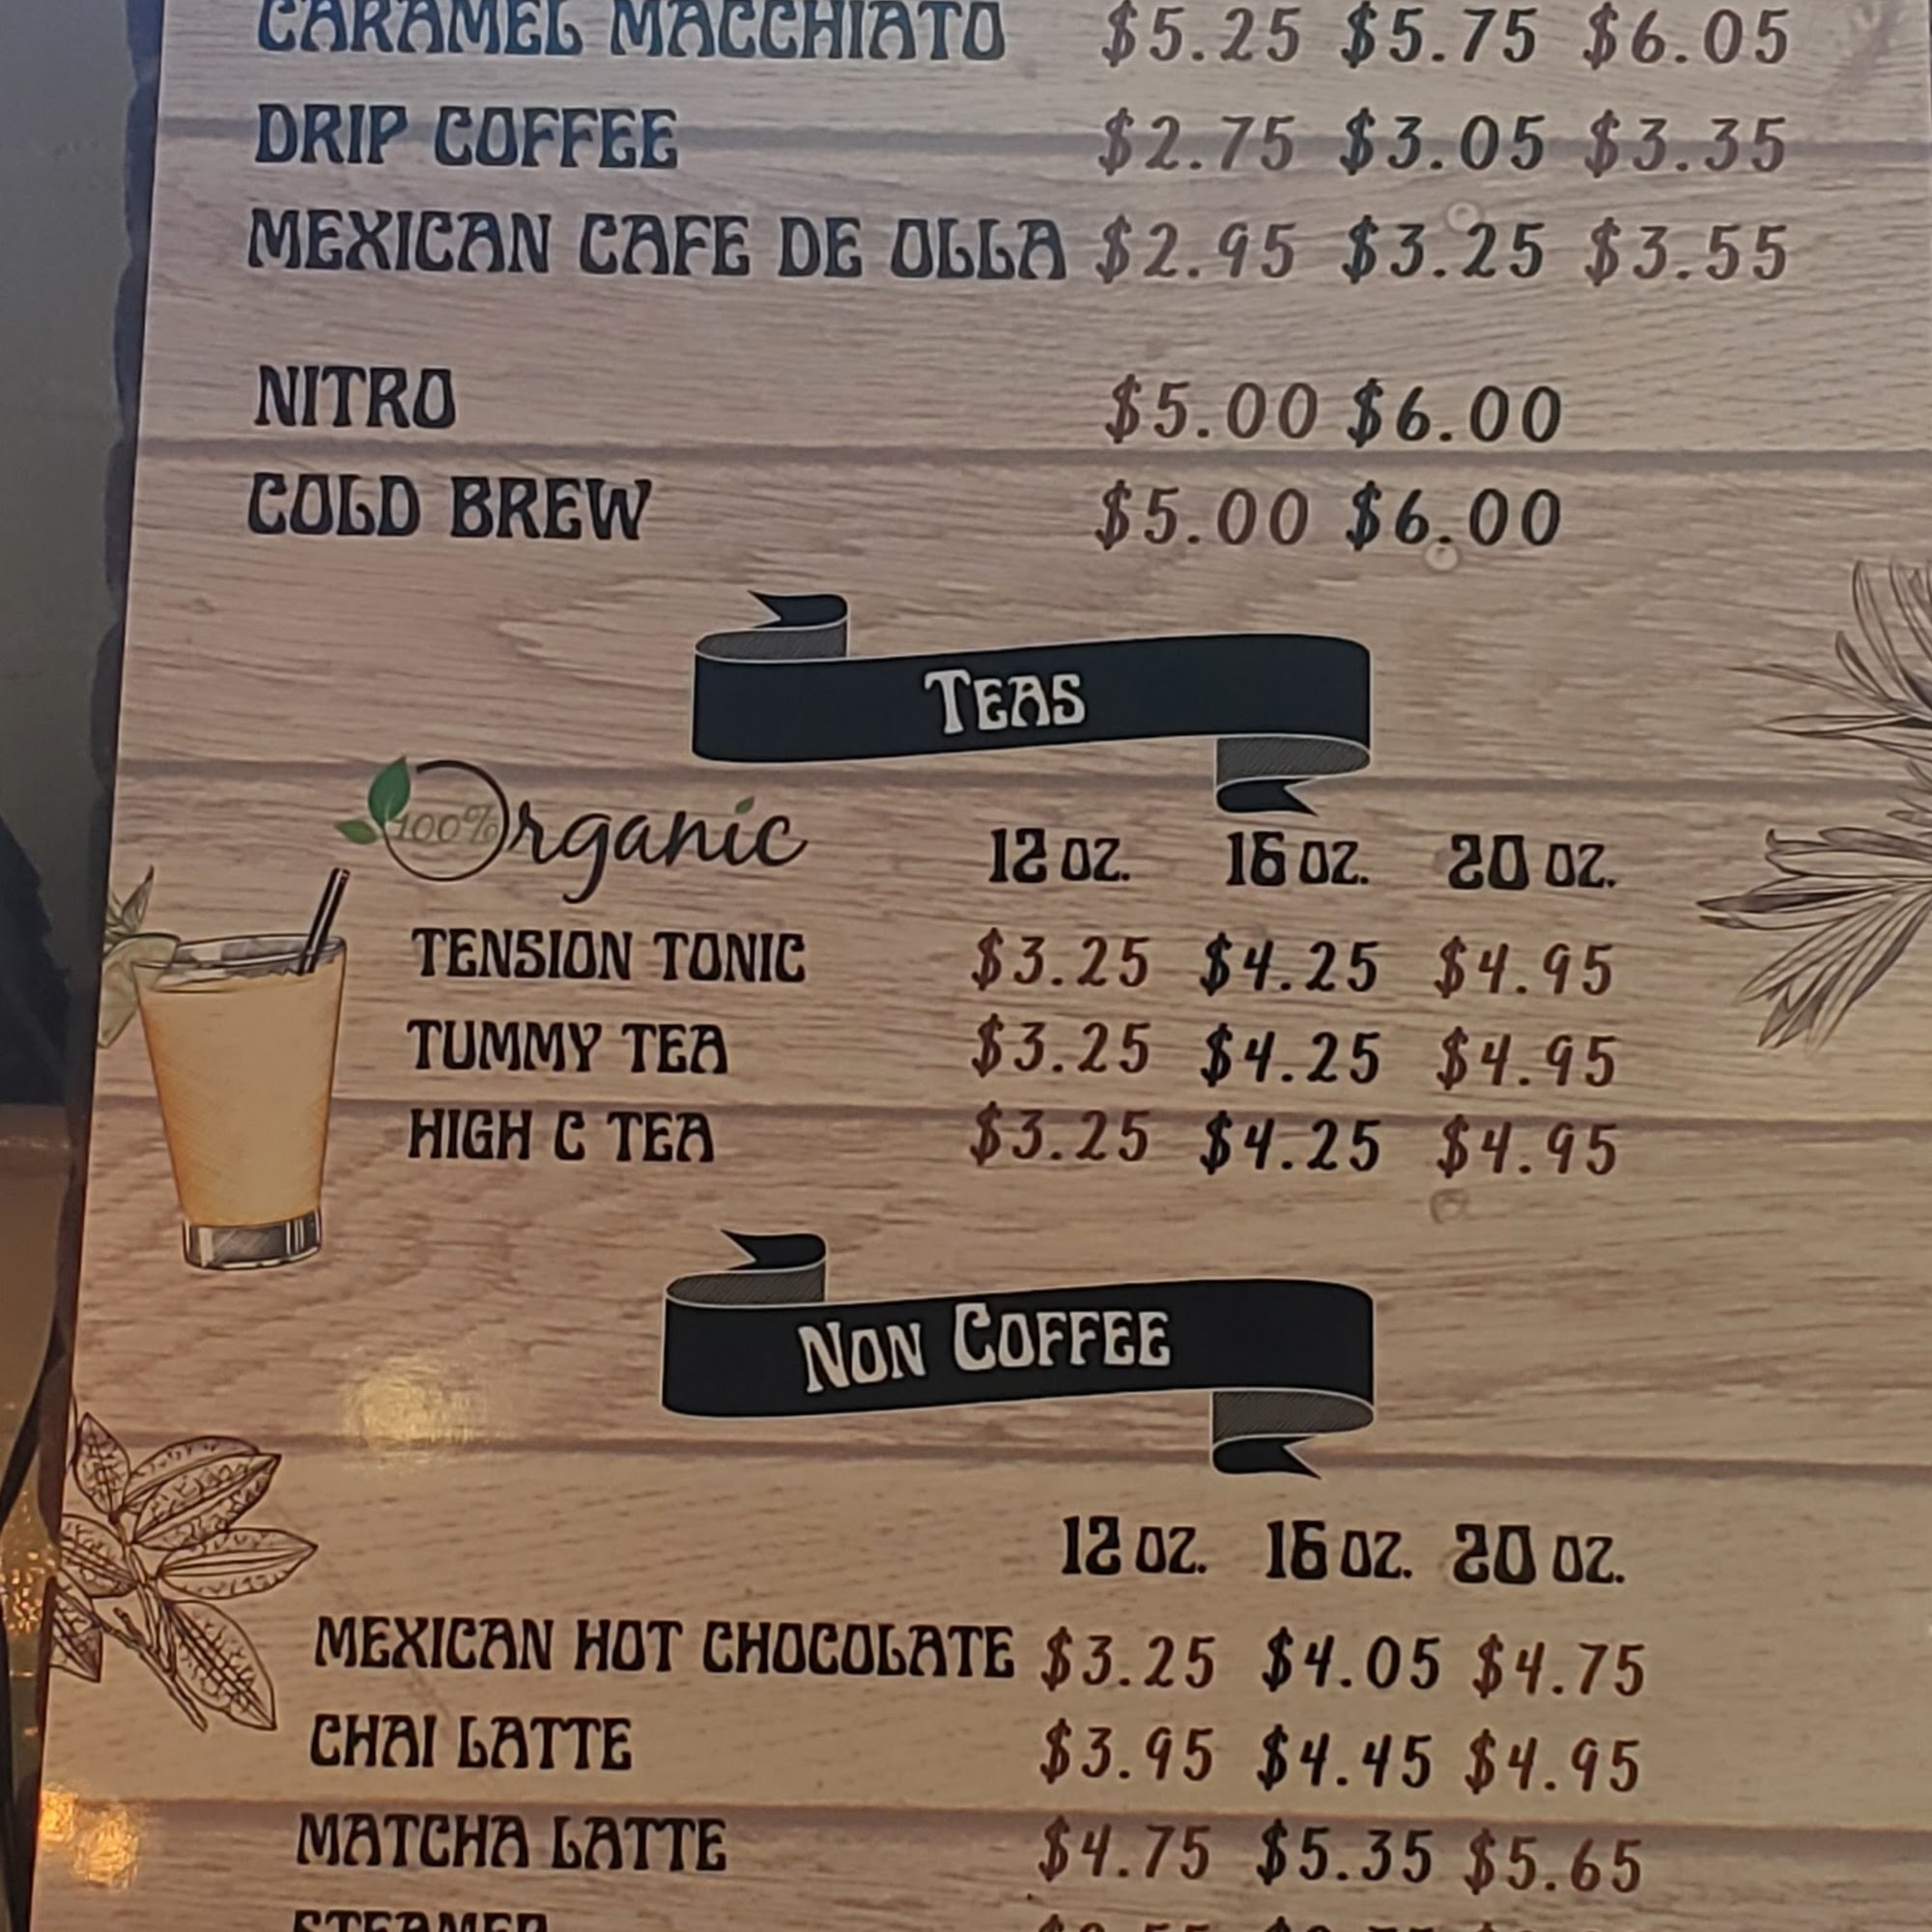 CARAMEL MACCHIATO $5.25 $5.75 $6.05
DRIP COFFEE $2.75 $3.05 $3.35
MEXICAN CAFE DE OLLA $2.95 $3.25 $3.55
NITRO $5.00 $6.00
COLD BREW $5.00 $6.00
TEAS
100% Organic
12 OZ. 16 OZ. 20 OZ.
TENSION TONIC $3.25 $4.25 $4.95
TUMMY TEA $3.25 $4.25 $4.95
HIGH C TEA $3.25 $4.25 $4.95
NON COFFEE
12 OZ. 16 OZ. 20 OZ.
MEXICAN HOT CHOCOLATE $3.25 $4.05 $4.75
CHAI LATTE $3.95 $4.45 $4.95
MATCHA LATTE $4.75 $5.35 $5.65
STEAMER